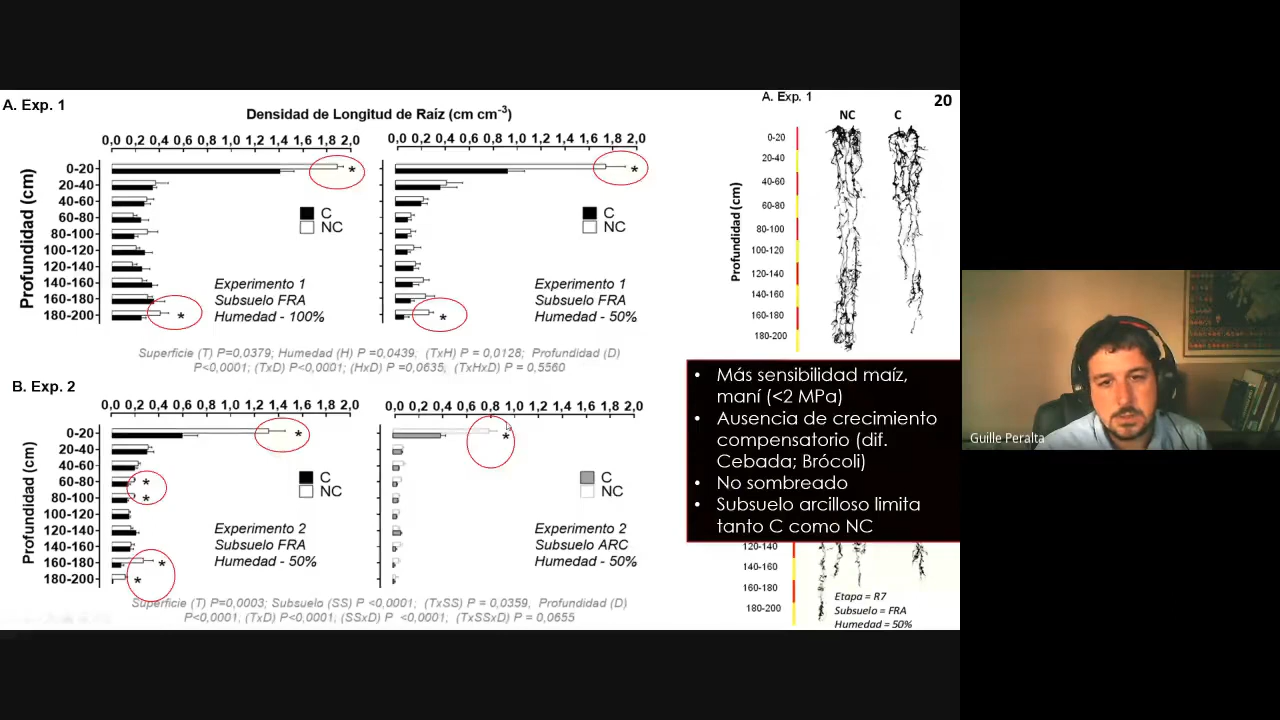 A. Exp. 1
Densidad de Longitud de Raíz (cm cm-3)
0,0 0,2 0,4 0,6 0,8 1,0 1,2 1,4 1,6 1,8 2,0
0,0 0,2 0,4 0,6 0,8 1,0 1,2 1,4 1,6 1,8 2,0
Profundidad (cm)
0-20
20-40
40-60
60-80
80-100
100-120
120-140
140-160
160-180
180-200
*
*
C
NC
Experimento 1
Subsuelo FRA
Humedad - 100%
*
*
C
NC
Experimento 1
Subsuelo FRA
Humedad - 50%
Superficie (T) P=0,0379; Humedad (H) P =0,0439, (TxH) P = 0,0128; Profundidad (D)
P<0,0001; (TxD) P<0,0001; (HxD) P =0,0635, (TxHxD) P = 0,5560
B. Exp. 2
0,0 0,2 0,4 0,6 0,8 1,0 1,2 1,4 1,6 1,8 2,0
0,0 0,2 0,4 0,6 0,8 1,0 1,2 1,4 1,6 1,8 2,0
Profundidad (cm)
0-20
20-40
40-60
60-80
80-100
100-120
120-140
140-160
160-180
180-200
*
*
*
*
*
C
NC
Experimento 2
Subsuelo FRA
Humedad - 50%
*
C
NC
Experimento 2
Subsuelo ARC
Humedad - 50%
Superficie (T) P=0,0003; Subsuelo (SS) P <0,0001; (TxSS) P = 0,0359, Profundidad (D)
P<0,0001, (TxD) P<0,0001, (SSxD) P <0,0001, (TxSSxD) P = 0,0655
A. Exp. 1
20
NC C
Profundidad (cm)
0-20
20-40
40-60
60-80
80-100
100-120
120-140
140-160
160-180
180-200
• Más sensibilidad maíz,
maní (<2 MPa)
• Ausencia de crecimiento
compensatorio (dif.
Cebada; Brócoli)
• No sombreado
• Subsuelo arcilloso limita
tanto C como NC
120-140
140-160
160-180
180-200
Etapa = R7
Subsuelo = FRA
Humedad = 50%
Guille Peralta